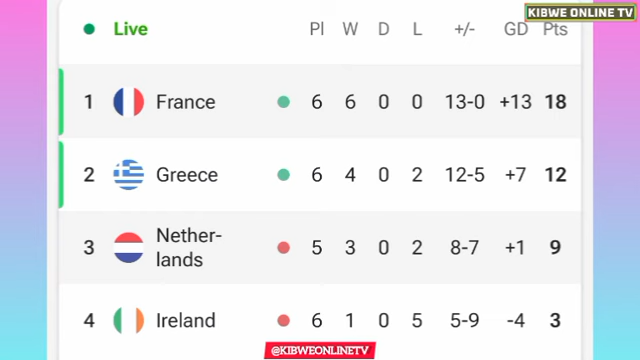 KIBWE ONLINE TV
Live Pl W D L +/- GD Pts
1 France 6 6 0 0 13-0 +13 18
2 Greece 6 4 0 2 12-5 +7 12
3 Nether-
lands 5 3 0 2 8-7 +1 9
4 Ireland 6 1 0 5 5-9 -4 3
@KIBWEONLINETV